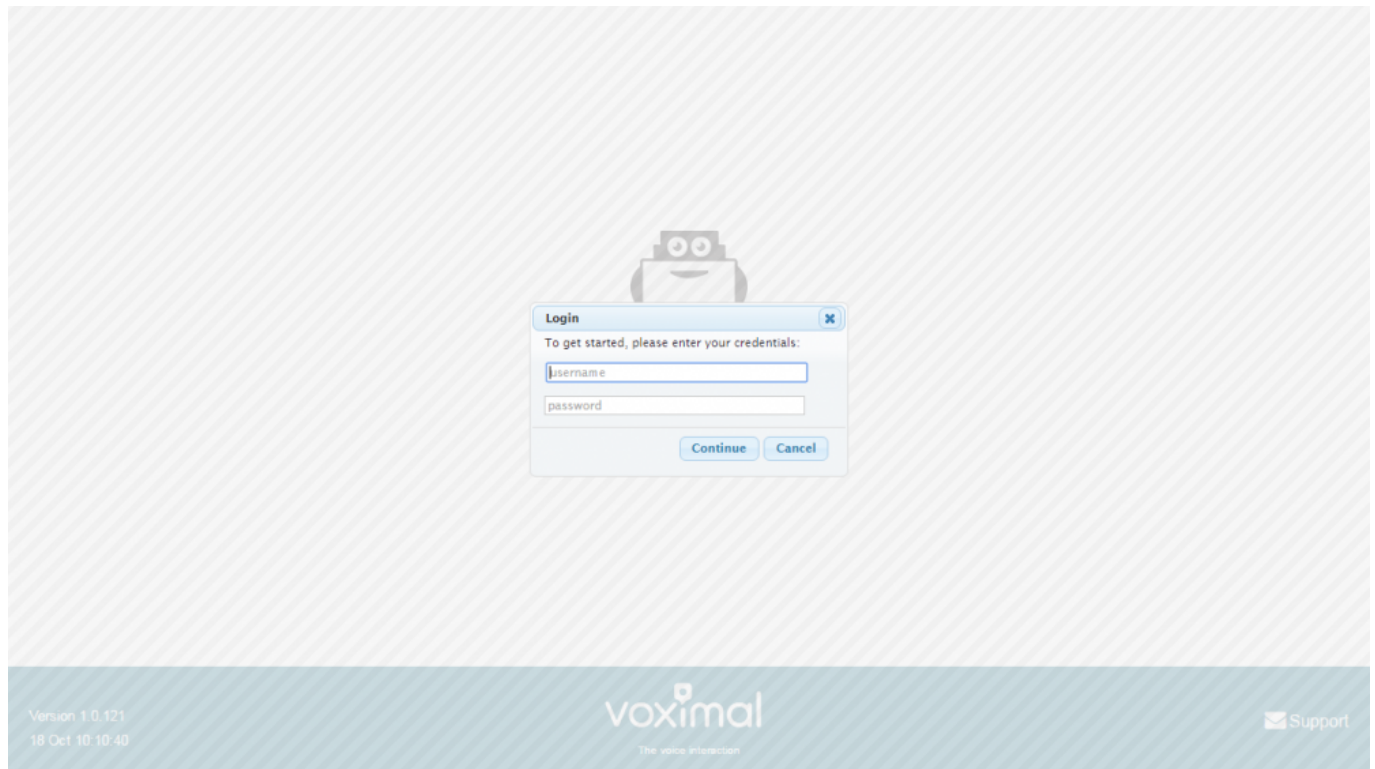 Login
To get started, please enter your credentials:
username
password
Continue Cancel
Version 1.0.121
18 Oct 10:10:40
voximal
The voice interaction
Support